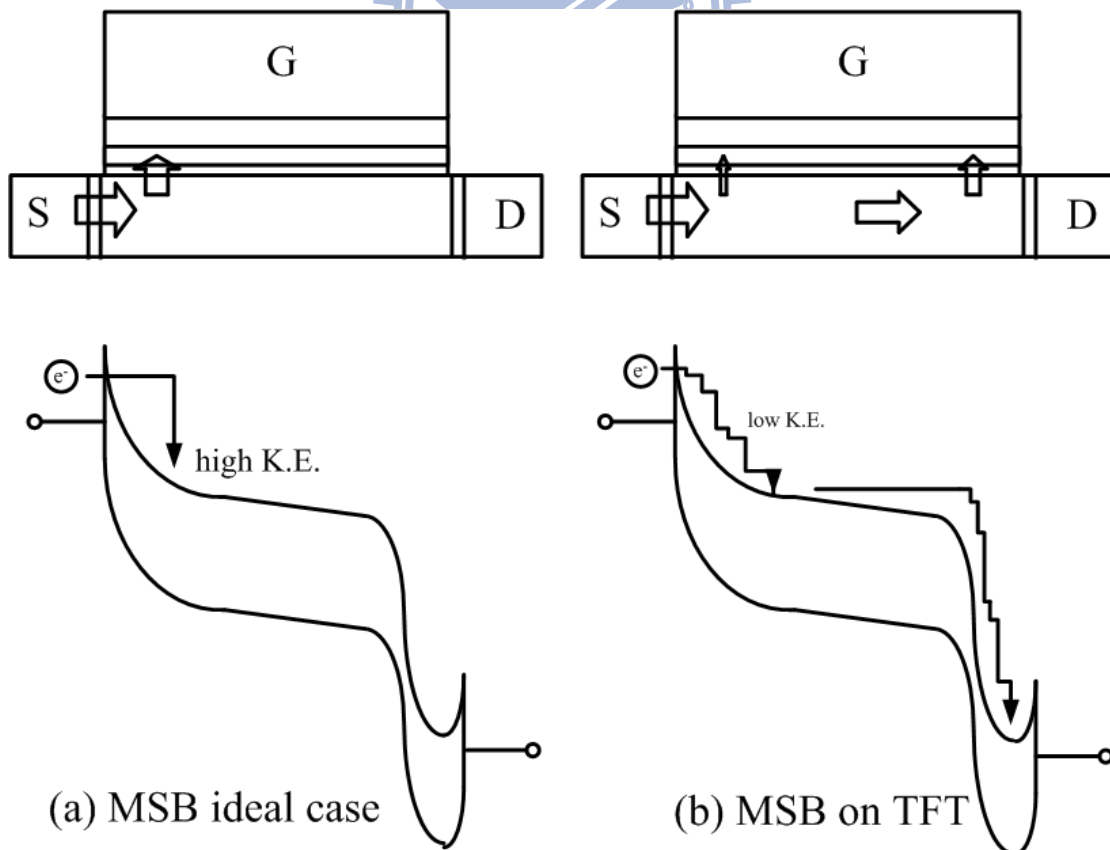 G
G
S
D
S
D
e-
high K.E.
e-
low K.E.
(a) MSB ideal case
(b) MSB on TFT